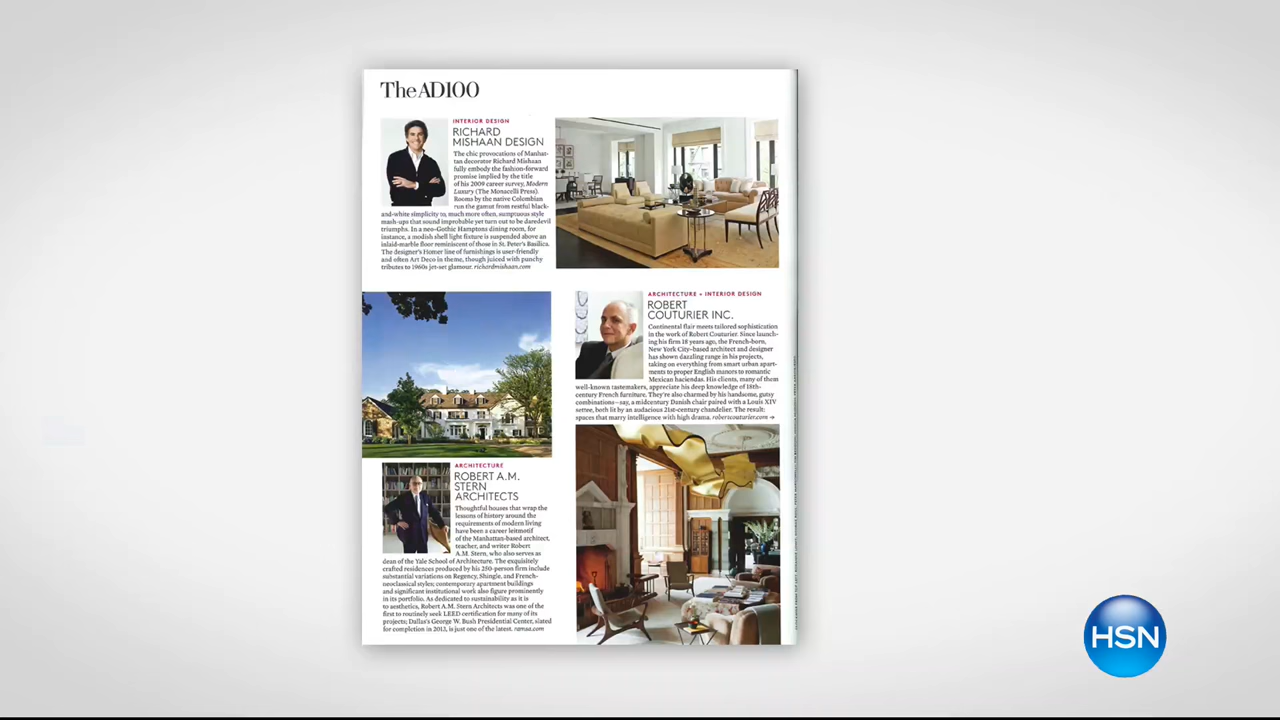 The AD100
INTERIOR DESIGN
RICHARD
MISHAAN DESIGN
The chic provocations of Manhat-
tan decorator Richard Mishaan
fully embody the fashion-forward
promise implied by the title
of his 2009 career survey, Modern
Luxury (The Monacelli Press).
Rooms by the native Colombian
run the gamut from restful black-
and-white simplicity to, much more often, sumptuous style
mash-ups that sound improbable yet turn out to be daredevil
triumphs. In a neo-Gothic Hamptons dining room, for
instance, a modish shell light fixture is suspended above an
inlaid-marble floor reminiscent of those in St. Peter's Basilica.
The designer's Homer line of furnishings is user-friendly
and often Art Deco in theme, though juiced with punchy
tributes to 1960s jet-set glamour. richardmishaan.com
ARCHITECTURE + INTERIOR DESIGN
ROBERT
COUTURIER INC.
Continental flair meets tailored sophistication
in the work of Robert Couturier. Since launch-
ing his firm 18 years ago, the French-born,
New York City–based architect and designer
has shown dazzling range in his projects,
taking on everything from smart urban apart-
ments to proper English manors to romantic
Mexican haciendas. His clients, many of them
well-known tastemakers, appreciate his deep knowledge of 18th-
century French furniture. They're also charmed by his handsome, gutsy
combinations—say, a midcentury Danish chair paired with a Louis XIV
settee, both lit by an audacious 21st-century chandelier. The result:
spaces that marry intelligence with high drama. robertcouturier.com →
ARCHITECTURE
ROBERT A.M.
STERN
ARCHITECTS
Thoughtful houses that wrap the
lessons of history around the
requirements of modern living
have been a career leitmotif
of the Manhattan-based architect,
teacher, and writer Robert
A.M. Stern, who also serves as
dean of the Yale School of Architecture. The exquisitely
crafted residences produced by his 250-person firm include
substantial variations on Regency, Shingle, and French-
neoclassical styles; contemporary apartment buildings
and significant institutional work also figure prominently
in its portfolio. As dedicated to sustainability as it is
to aesthetics, Robert A.M. Stern Architects was one of the
first to routinely seek LEED certification for many of its
projects; Dallas's George W. Bush Presidential Center, slated
for completion in 2013, is just one of the latest. ramsa.com
HSN